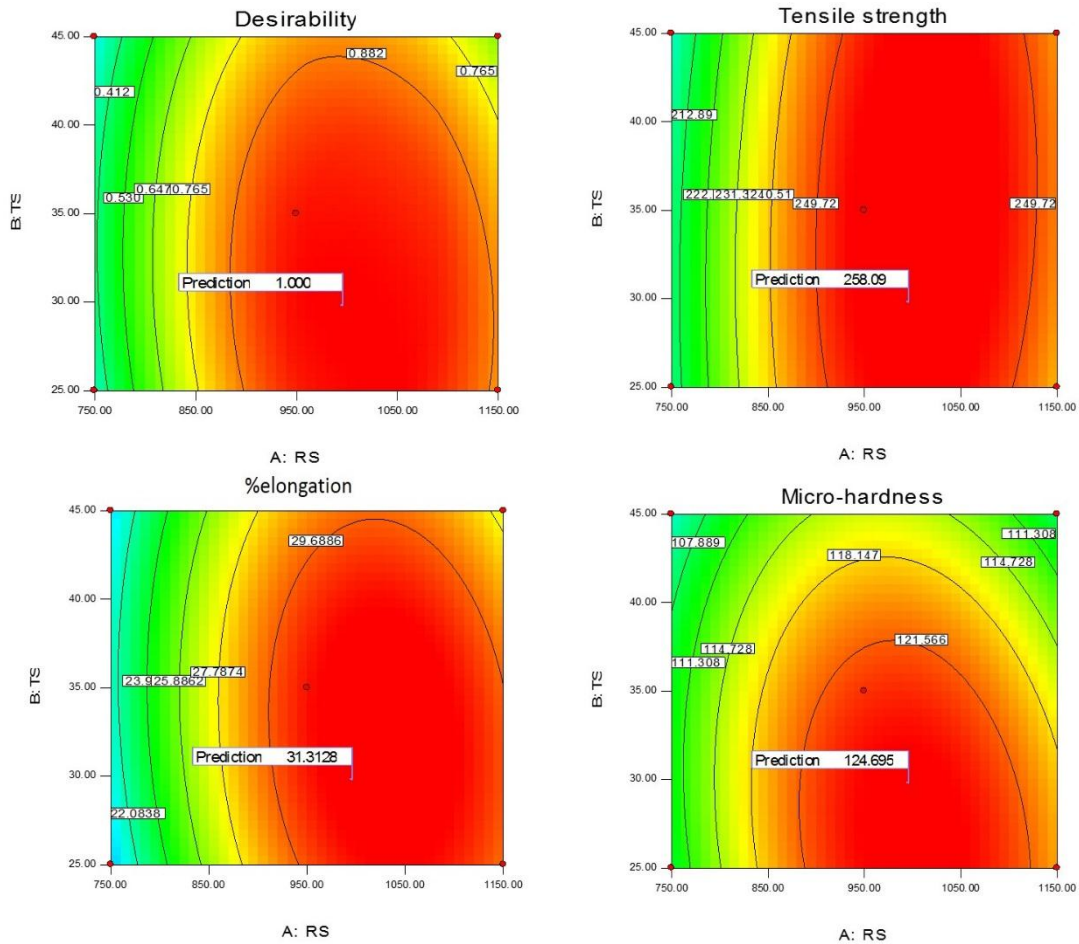 Desirability
45.00
40.00
35.00
30.00
25.00
B: TS
0.882
0.765
0.412
0.530
0.647
0.765
Prediction 1.000
750.00 850.00 950.00 1050.00 1150.00
A: RS
Tensile strength
45.00
40.00
35.00
30.00
25.00
B: TS
212.89
222.
231.3
240.51
249.72
249.72
Prediction 258.09
750.00 850.00 950.00 1050.00 1150.00
A: RS
%elongation
45.00
40.00
35.00
30.00
25.00
B: TS
29.6886
27.7874
23.9
25.8862
Prediction 31.3128
22.0838
750.00 850.00 950.00 1050.00 1150.00
A: RS
Micro-hardness
45.00
40.00
35.00
30.00
25.00
B: TS
107.889
111.308
118.147
114.728
121.566
114.728
111.308
Prediction 124.695
750.00 850.00 950.00 1050.00 1150.00
A: RS